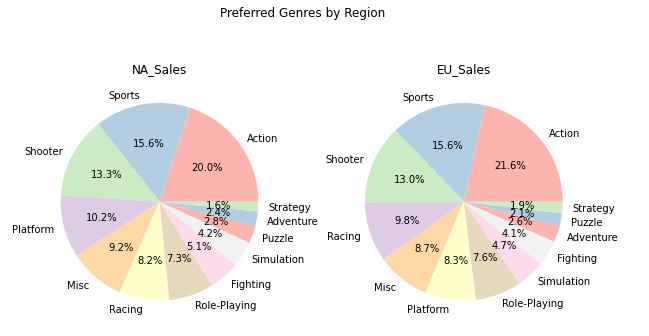 Preferred Genres by Region
NA_Sales
Action
20.0%
Sports
15.6%
Shooter
13.3%
Platform
10.2%
Misc
9.2%
Racing
8.2%
Role-Playing
7.3%
Fighting
5.1%
Simulation
4.2%
Puzzle
2.8%
Adventure
2.4%
Strategy
1.6%
EU_Sales
Action
21.6%
Sports
15.6%
Shooter
13.0%
Racing
9.8%
Misc
8.7%
Platform
8.3%
Role-Playing
7.6%
Simulation
4.7%
Fighting
4.1%
Adventure
2.6%
Puzzle
2.1%
Strategy
1.9%